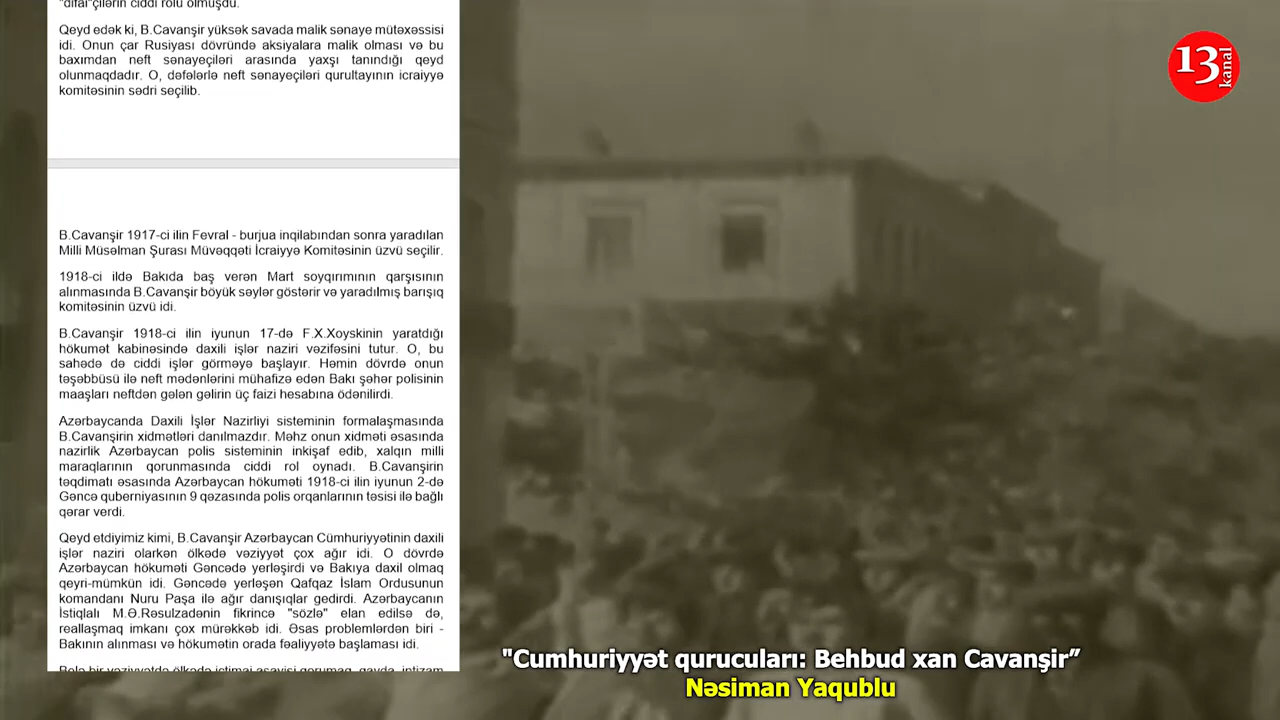 "difai"çilərin ciddi rolu olmuşdu.
Qeyd edək ki, B.Cavanşir yüksək savada malik sənaye mütəxəssisi
idi. Onun çar Rusiyası dövründə aksiyalara malik olması və bu
baxımdan neft sənayeçiləri arasında yaxşı tanındığı qeyd
olunmaqdadır. O, dəfələrlə neft sənayeçiləri qurultayının icraiyyə
komitəsinin sədri seçilib.
B.Cavanşir 1917-ci ilin Fevral - burjua inqilabından sonra yaradılan
Milli Müsəlman Şurası Müvəqqəti İcraiyyə Komitəsinin üzvü seçilir.
1918-ci ildə Bakıda baş verən Mart soyqırımının qarşısının
alınmasında B.Cavanşir böyük səylər göstərir və yaradılmış barışıq
komitəsinin üzvü idi.
B.Cavanşir 1918-ci ilin iyunun 17-də F.X.Xoyskinin yaratdığı
hökumət kabinəsində daxili işlər naziri vəzifəsini tutur. O, bu
sahədə də ciddi işlər görməyə başlayır. Həmin dövrdə onun
təşəbbüsü ilə neft mədənlərini mühafizə edən Bakı şəhər polisinin
maaşları neftdən gələn gəlirin üç faizi hesabına ödənilirdi.
Azərbaycanda Daxili İşlər Nazirliyi sisteminin formalaşmasında
B.Cavanşirin xidmətləri danılmazdır. Məhz onun xidməti əsasında
nazirlik Azərbaycan polis sisteminin inkişaf edib, xalqın milli
maraqlarının qorunmasında ciddi rol oynadı. B.Cavanşirin
təqdimatı əsasında Azərbaycan hökuməti 1918-ci ilin iyunun 2-də
Gəncə quberniyasının 9 qəzasında polis orqanlarının təsisi ilə bağlı
qərar verdi.
Qeyd etdiyimiz kimi, B.Cavanşir Azərbaycan Cümhuriyyətinin daxili
işlər naziri olarkən ölkədə vəziyyət çox ağır idi. O dövrdə
Azərbaycan hökuməti Gəncədə yerləşirdi və Bakıya daxil olmaq
qeyri-mümkün idi. Gəncədə yerləşən Qafqaz İslam Ordusunun
komandanı Nuru Paşa ilə ağır danışıqlar gedirdi. Azərbaycanın
İstiqlalı M.Ə.Rəsulzadənin fikrincə "sözlə" elan edilsə də,
reallaşmaq imkanı çox mürəkkəb idi. Əsas problemlərdən biri -
Bakının alınması və hökumətin orada fəaliyyətə başlaması idi.
Belə bir vəziyyətdə ölkədə ictimai asayişi qorumaq, qayda, intizam
13 kanal
"Cumhuriyyət qurucuları: Behbud xan Cavanşir”
Nəsiman Yaqublu